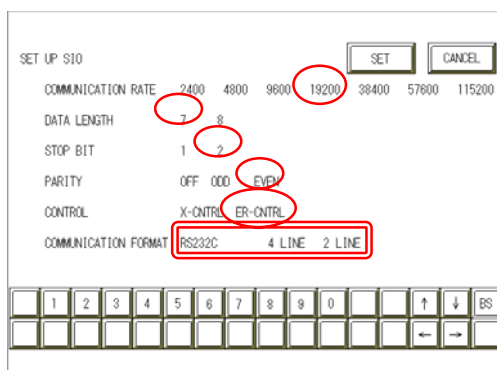 SET UP SIO SET CANCEL
COMMUNICATION RATE 2400 4800 9600 19200 38400 57600 115200
DATA LENGTH 7 8
STOP BIT 1 2
PARITY OFF ODD EVEN
CONTROL X-CNTRL ER-CNTRL
COMMUNICATION FORMAT RS232C 4 LINE 2 LINE
1 2 3 4 5 6 7 8 9 0 ↑ ↓ BS
← →